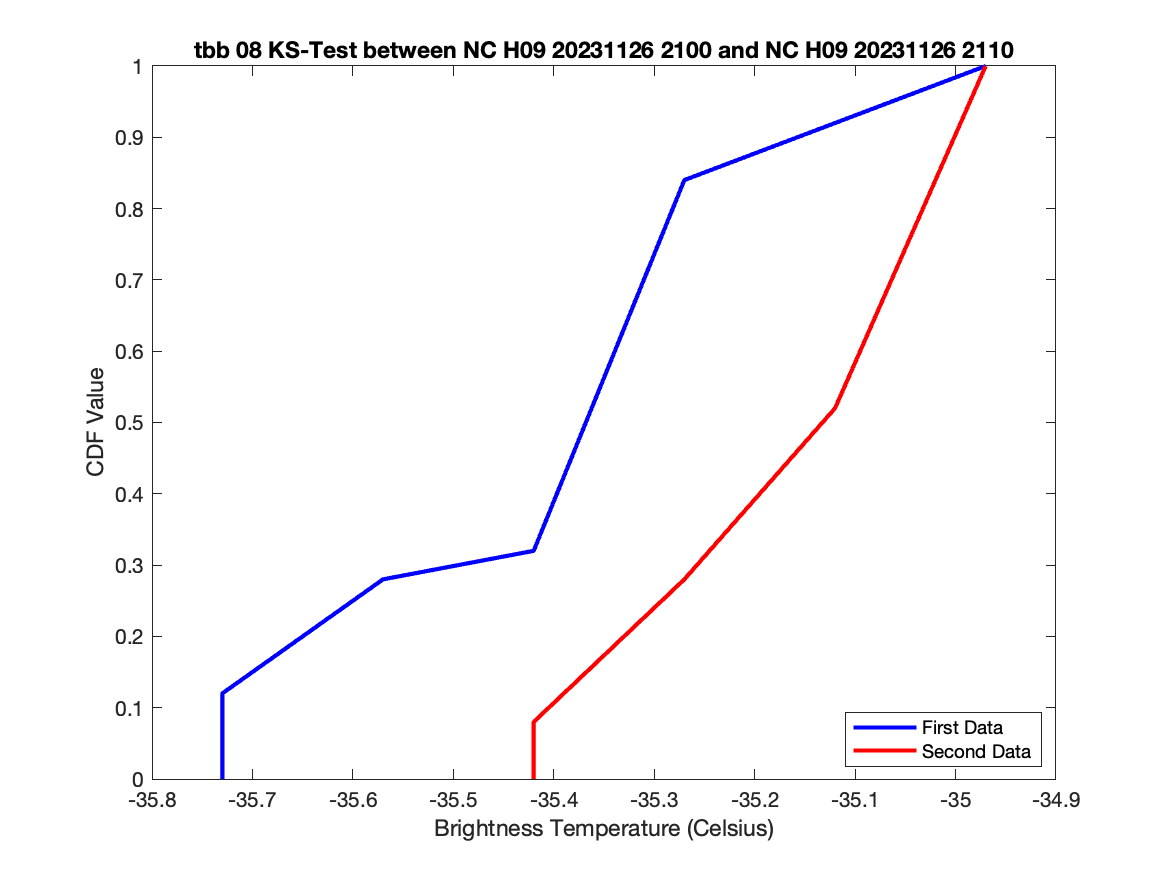 tbb 08 KS-Test between NC H09 20231126 2100 and NC H09 20231126 2110
1
0.9
0.8
0.7
0.6
0.5
0.4
0.3
0.2
0.1
0
CDF Value
First Data
Second Data
-35.8 -35.7 -35.6 -35.5 -35.4 -35.3 -35.2 -35.1 -35 -34.9
Brightness Temperature (Celsius)